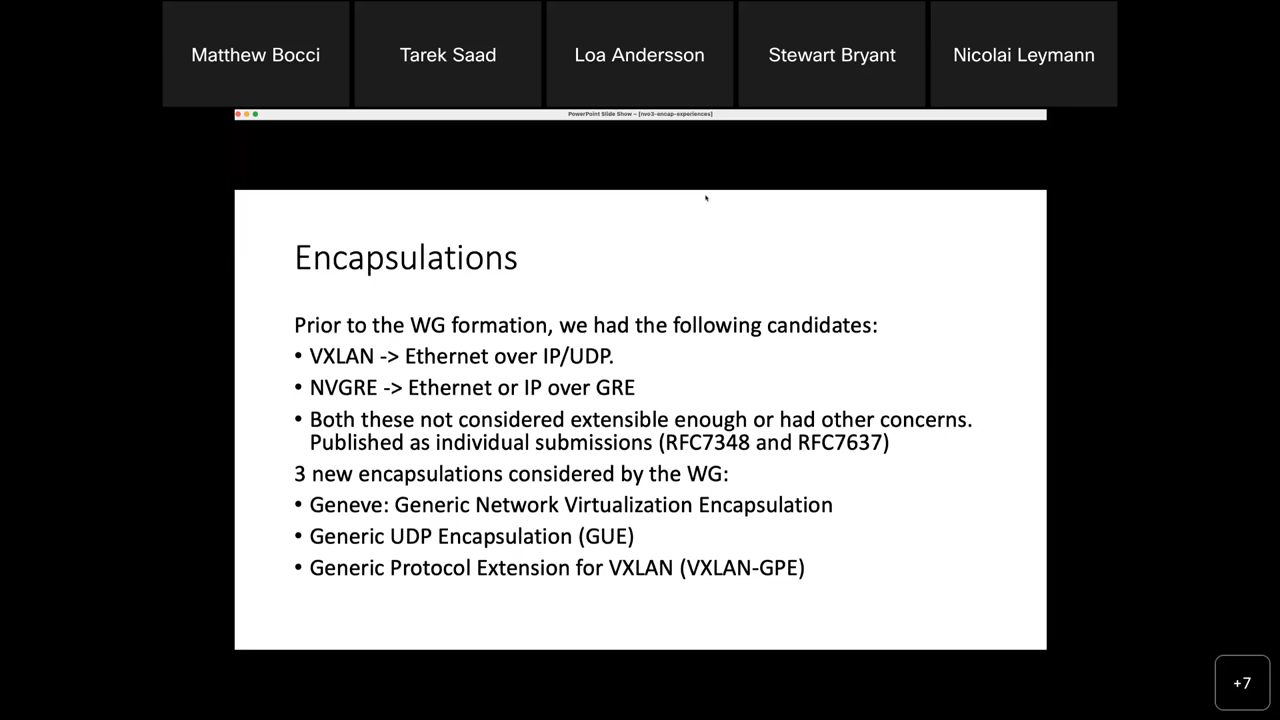 Matthew Bocci
Tarek Saad
Loa Andersson
Stewart Bryant
Nicolai Leymann
PowerPoint Slide Show – [nvo3-encap-experiences]
Encapsulations
Prior to the WG formation, we had the following candidates:
• VXLAN -> Ethernet over IP/UDP.
• NVGRE -> Ethernet or IP over GRE
• Both these not considered extensible enough or had other concerns.
Published as individual submissions (RFC7348 and RFC7637)
3 new encapsulations considered by the WG:
• Geneve: Generic Network Virtualization Encapsulation
• Generic UDP Encapsulation (GUE)
• Generic Protocol Extension for VXLAN (VXLAN-GPE)
+7